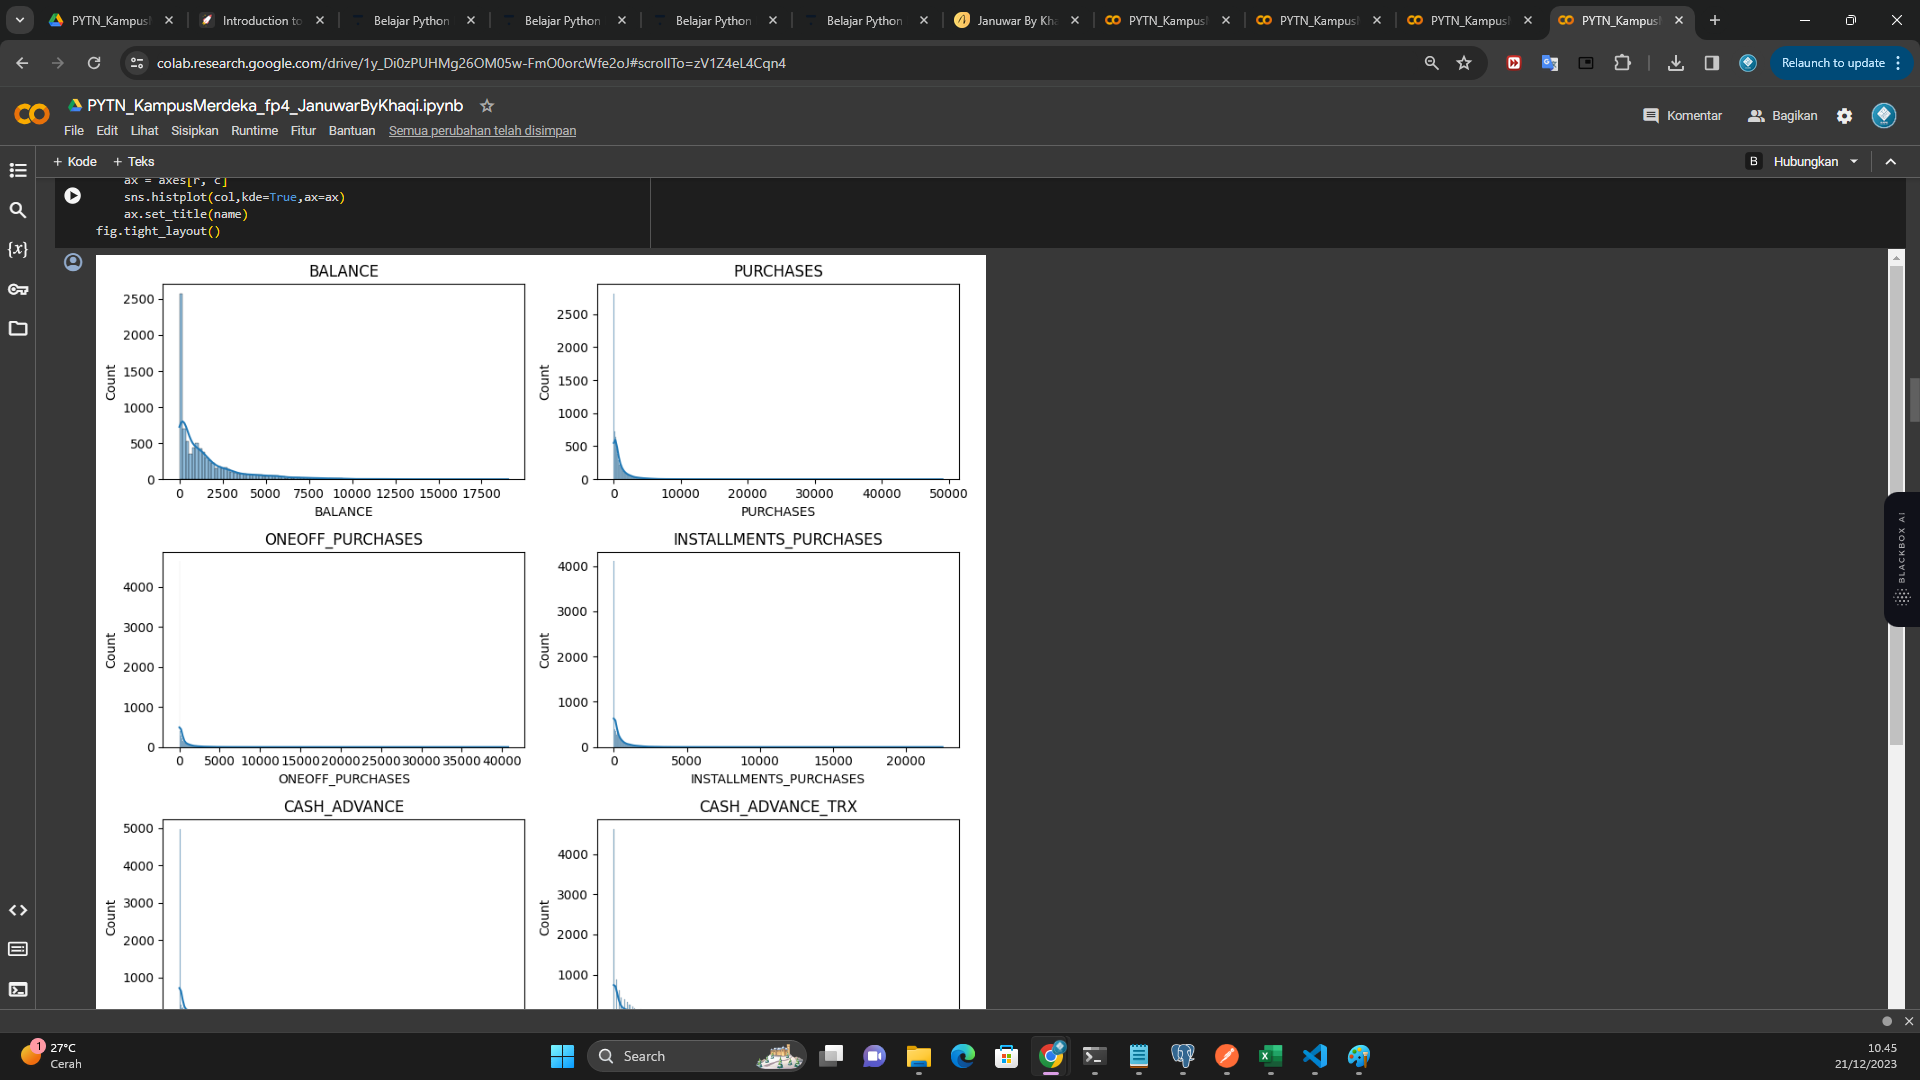 PYTN_Kampus
Introduction to
Belajar Python
Belajar Python
Belajar Python
Belajar Python
Januwar By Kha
PYTN_Kampus
PYTN_Kampus
PYTN_Kampus
PYTN_Kampus
colab.research.google.com/drive/1y_Di0zPUHMg26OM05w-FmO0orcWfe2oJ#scrollTo=zV1Z4eL4Cqn4
Relaunch to update
PYTN_KampusMerdeka_fp4_JanuwarByKhaqi.ipynb
File Edit Lihat Sisipkan Runtime Fitur Bantuan Semua perubahan telah disimpan
Komentar
Bagikan
+ Kode + Teks
B Hubungkan
ax = axes[r, c]
sns.histplot(col,kde=True,ax=ax)
ax.set_title(name)
fig.tight_layout()
BALANCE
2500
2000
1500
1000
500
0
Count
0 2500 5000 7500 10000 12500 15000 17500
BALANCE
PURCHASES
2500
2000
1500
1000
500
0
Count
0 10000 20000 30000 40000 50000
PURCHASES
ONEOFF_PURCHASES
4000
3000
2000
1000
0
Count
0 5000 10000 15000 20000 25000 30000 35000 40000
ONEOFF_PURCHASES
INSTALLMENTS_PURCHASES
4000
3000
2000
1000
0
Count
0 5000 10000 15000 20000
INSTALLMENTS_PURCHASES
CASH_ADVANCE
5000
4000
3000
2000
1000
Count
CASH_ADVANCE_TRX
4000
3000
2000
1000
Count
BLACKBOX AI
1
27°C
Cerah
Search
10.45
21/12/2023